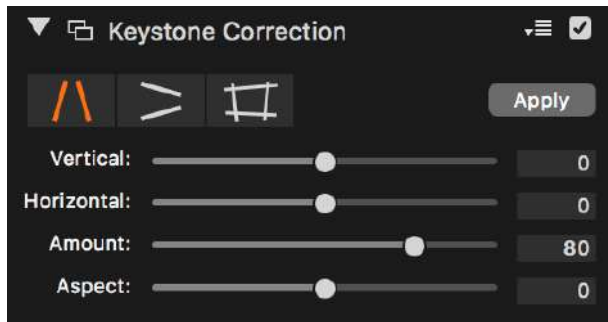 Keystone Correction
Apply
Vertical: 0
Horizontal: 0
Amount: 80
Aspect: 0